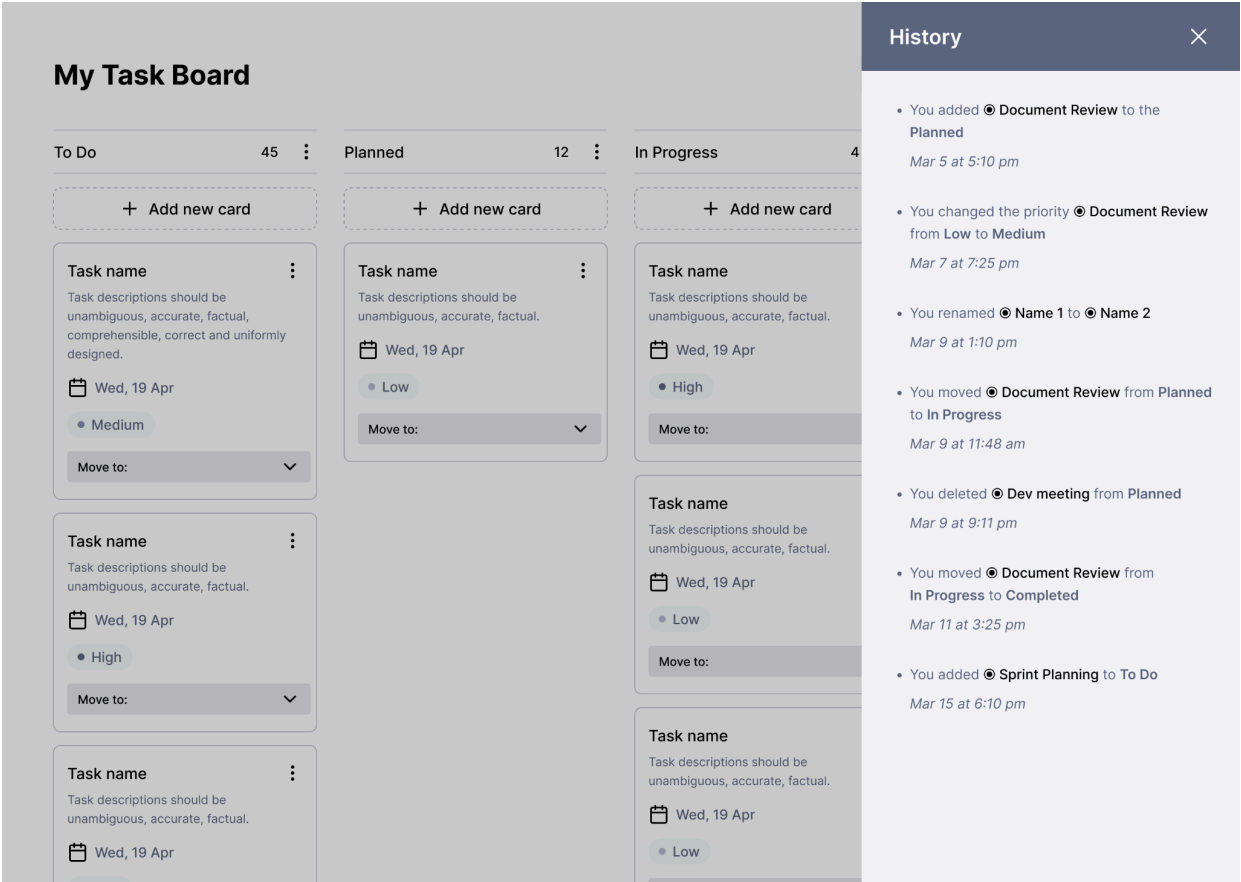 My Task Board
To Do 45
Add new card
Task name
Task descriptions should be
unambiguous, accurate, factual,
comprehensible, correct and uniformly
designed.
Wed, 19 Apr
Medium
Move to:
Task name
Task descriptions should be
unambiguous, accurate, factual.
Wed, 19 Apr
High
Move to:
Task name
Task descriptions should be
unambiguous, accurate, factual.
Wed, 19 Apr
Planned 12
Add new card
Task name
Task descriptions should be
unambiguous, accurate, factual.
Wed, 19 Apr
Low
Move to:
In Progress 4
Add new card
Task name
Task descriptions should be
unambiguous, accurate, factual.
Wed, 19 Apr
High
Move to:
Task name
Task descriptions should be
unambiguous, accurate, factual.
Wed, 19 Apr
Low
Move to:
Task name
Task descriptions should be
unambiguous, accurate, factual.
Wed, 19 Apr
Low
History
You added Document Review to the
Planned
Mar 5 at 5:10 pm
You changed the priority Document Review
from Low to Medium
Mar 7 at 7:25 pm
You renamed Name 1 to Name 2
Mar 9 at 1:10 pm
You moved Document Review from Planned
to In Progress
Mar 9 at 11:48 am
You deleted Dev meeting from Planned
Mar 9 at 9:11 pm
You moved Document Review from
In Progress to Completed
Mar 11 at 3:25 pm
You added Sprint Planning to To Do
Mar 15 at 6:10 pm